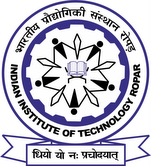 भारतीय प्रौद्योगिकी संस्थान रोपड़
INDIAN INSTITUTE OF TECHNOLOGY ROPAR
धियो यो नः प्रचोदयात्